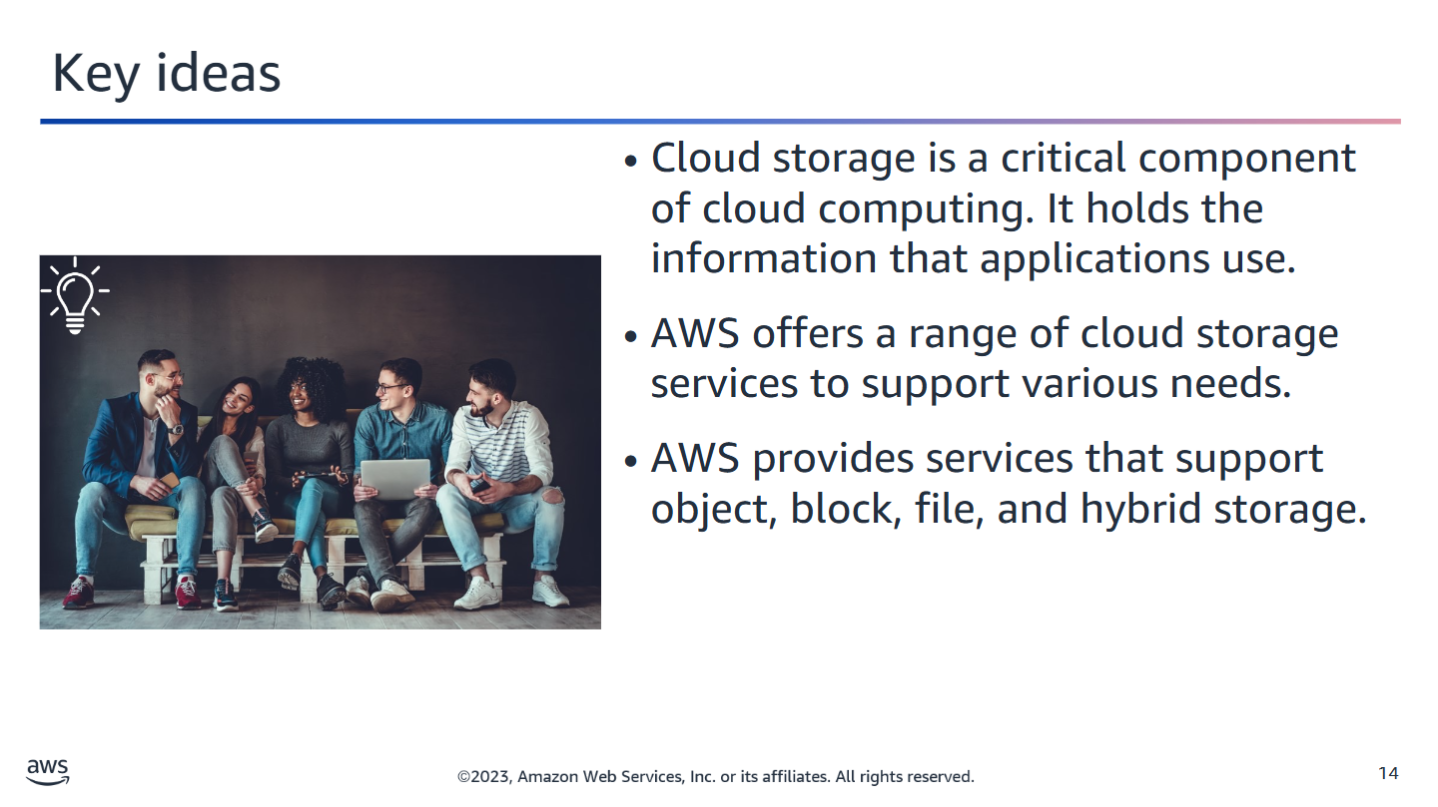 Key ideas
• Cloud storage is a critical component
of cloud computing. It holds the
information that applications use.
• AWS offers a range of cloud storage
services to support various needs.
• AWS provides services that support
object, block, file, and hybrid storage.
aws
©2023, Amazon Web Services, Inc. or its affiliates. All rights reserved.
14